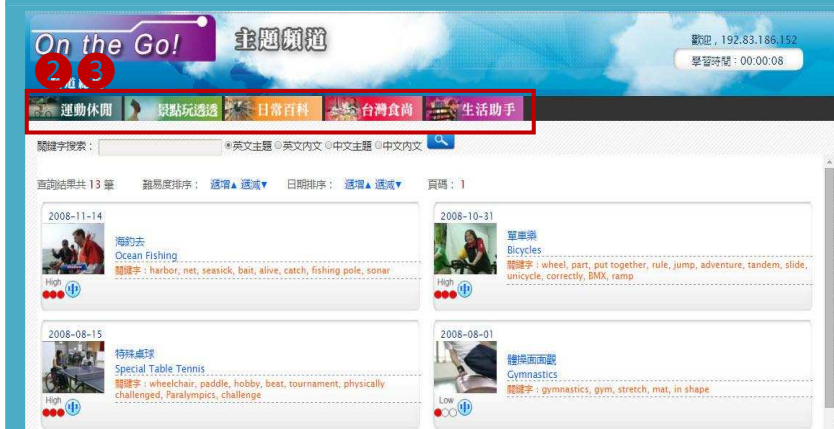 On the Go! 主題頻道
歡迎 , 192.83.186.152
學習時間 : 00:00:08
2 3
運動休閒 景點玩透透 日常百科 台灣食尚 生活助手
關鍵字搜索 : 英文主題 英文內文 中文主題 中文內文
查詢結果共 13 筆 難易度排序 : 遞增▲ 遞減▼ 日期排序 : 遞增▲ 遞減▼ 頁碼 : 1
2008-11-14
海釣去
Ocean Fishing
關鍵字 : harbor, net, seasick, bait, alive, catch, fishing pole, sonar
High
中
2008-10-31
單車樂
Bicycles
關鍵字 : wheel, part, put together, rule, jump, adventure, tandem, slide,
unicycle, correctly, BMX, ramp
High
中
2008-08-15
特殊桌球
Special Table Tennis
關鍵字 : wheelchair, paddle, hobby, beat, tournament, physically
challenged, Paralympics, challenge
High
中
2008-08-01
體操面面觀
Gymnastics
關鍵字 : gymnastics, gym, stretch, mat, in shape
Low
中